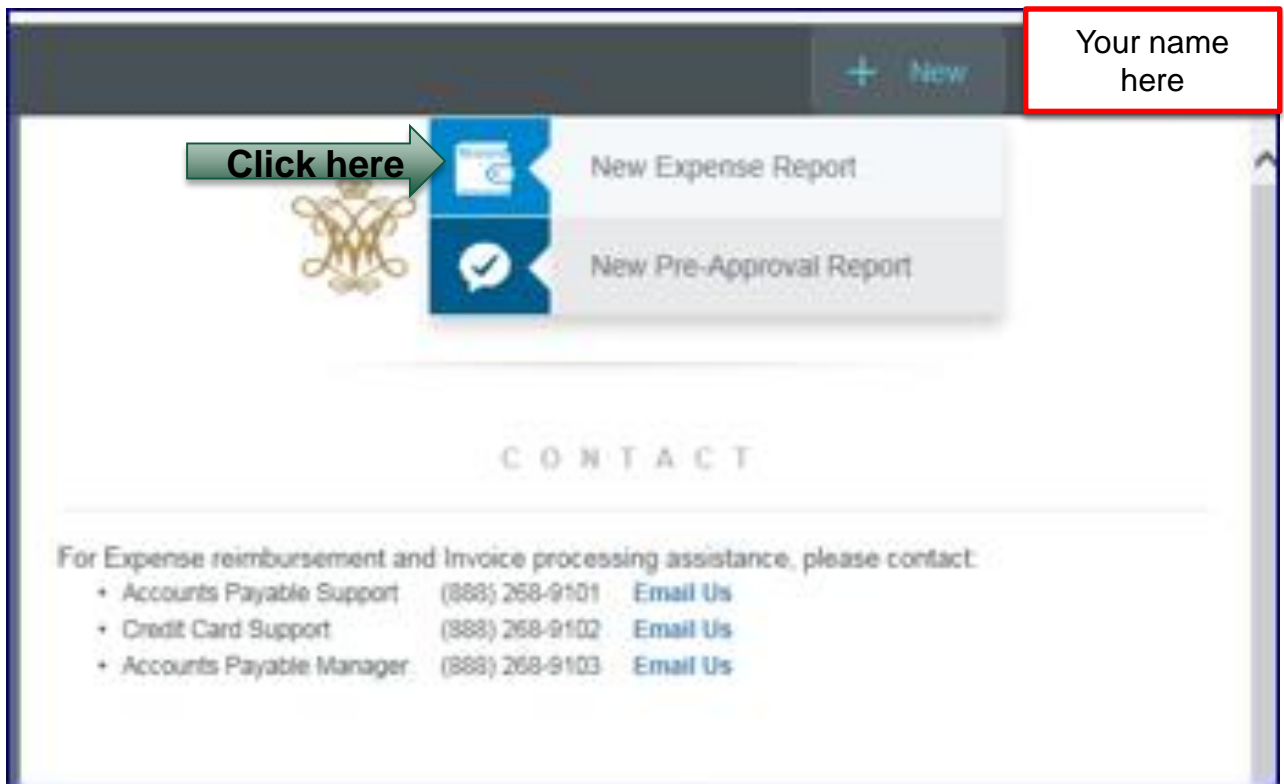 + New
Your name
here
Click here
New Expense Report
New Pre-Approval Report
CONTACT
For Expense reimbursement and Invoice processing assistance, please contact:
• Accounts Payable Support (888) 268-9101 Email Us
• Credit Card Support (888) 268-9102 Email Us
• Accounts Payable Manager (888) 268-9103 Email Us